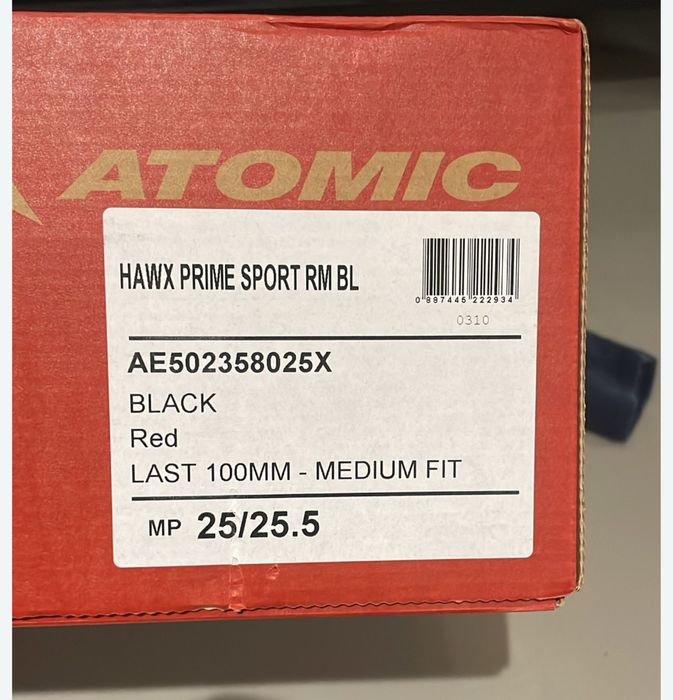 ATOMIC
HAWX PRIME SPORT RM BL
0 887445 222934
0310
AE502358025X
BLACK
Red
LAST 100MM - MEDIUM FIT
MP 25/25.5